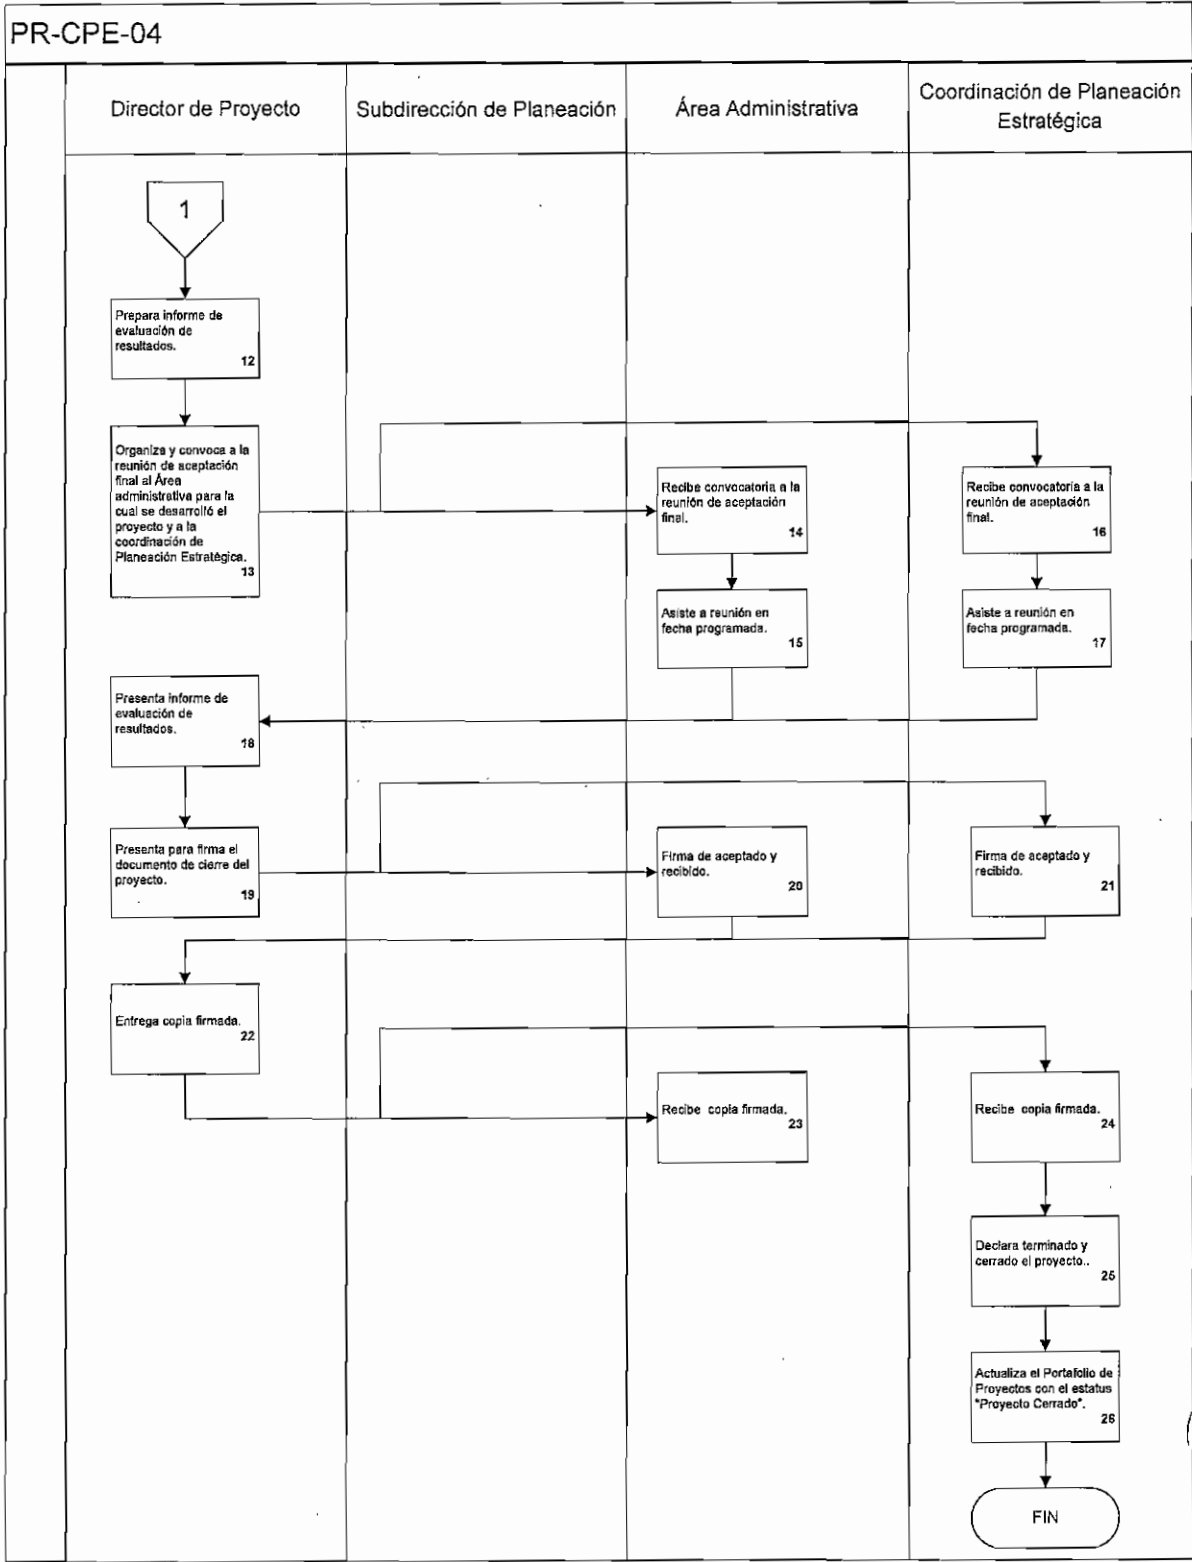 PR-CPE-04
Director de Proyecto
Subdirección de Planeación
Área Administrativa
Coordinación de Planeación
Estratégica
1
Prepara informe de
evaluación de
resultados.
12
Organiza y convoca a la
reunión de aceptación
final al Área
administrativa para la
cual se desarrolló el
proyecto y a la
coordinación de
Planeación Estratégica.
13
Recibe convocatoria a la
reunión de aceptación
final.
14
Recibe convocatoria a la
reunión de aceptación
final.
16
Asiste a reunión en
fecha programada.
15
Asiste a reunión en
fecha programada.
17
Presenta informe de
evaluación de
resultados.
18
Presenta para firma el
documento de cierre del
proyecto.
19
Firma de aceptado y
recibido.
20
Firma de aceptado y
recibido.
21
Entrega copia firmada.
22
Recibe copia firmada.
23
Recibe copia firmada.
24
Declara terminado y
cerrado el proyecto..
25
Actualiza el Portafolio de
Proyectos con el estatus
"Proyecto Cerrado".
26
FIN